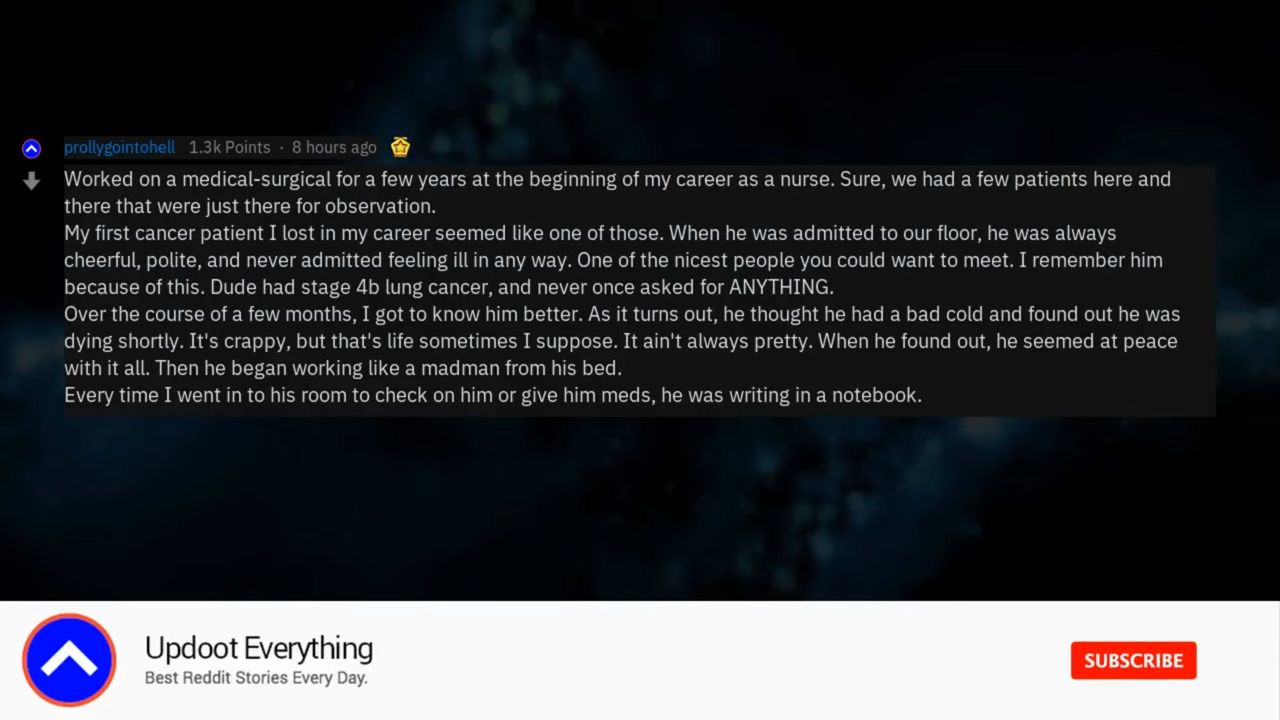 prollygointohell 1.3k Points · 8 hours ago
Worked on a medical-surgical for a few years at the beginning of my career as a nurse. Sure, we had a few patients here and
there that were just there for observation.
My first cancer patient I lost in my career seemed like one of those. When he was admitted to our floor, he was always
cheerful, polite, and never admitted feeling ill in any way. One of the nicest people you could want to meet. I remember him
because of this. Dude had stage 4b lung cancer, and never once asked for ANYTHING.
Over the course of a few months, I got to know him better. As it turns out, he thought he had a bad cold and found out he was
dying shortly. It's crappy, but that's life sometimes I suppose. It ain't always pretty. When he found out, he seemed at peace
with it all. Then he began working like a madman from his bed.
Every time I went in to his room to check on him or give him meds, he was writing in a notebook.
Updoot Everything
Best Reddit Stories Every Day.
SUBSCRIBE